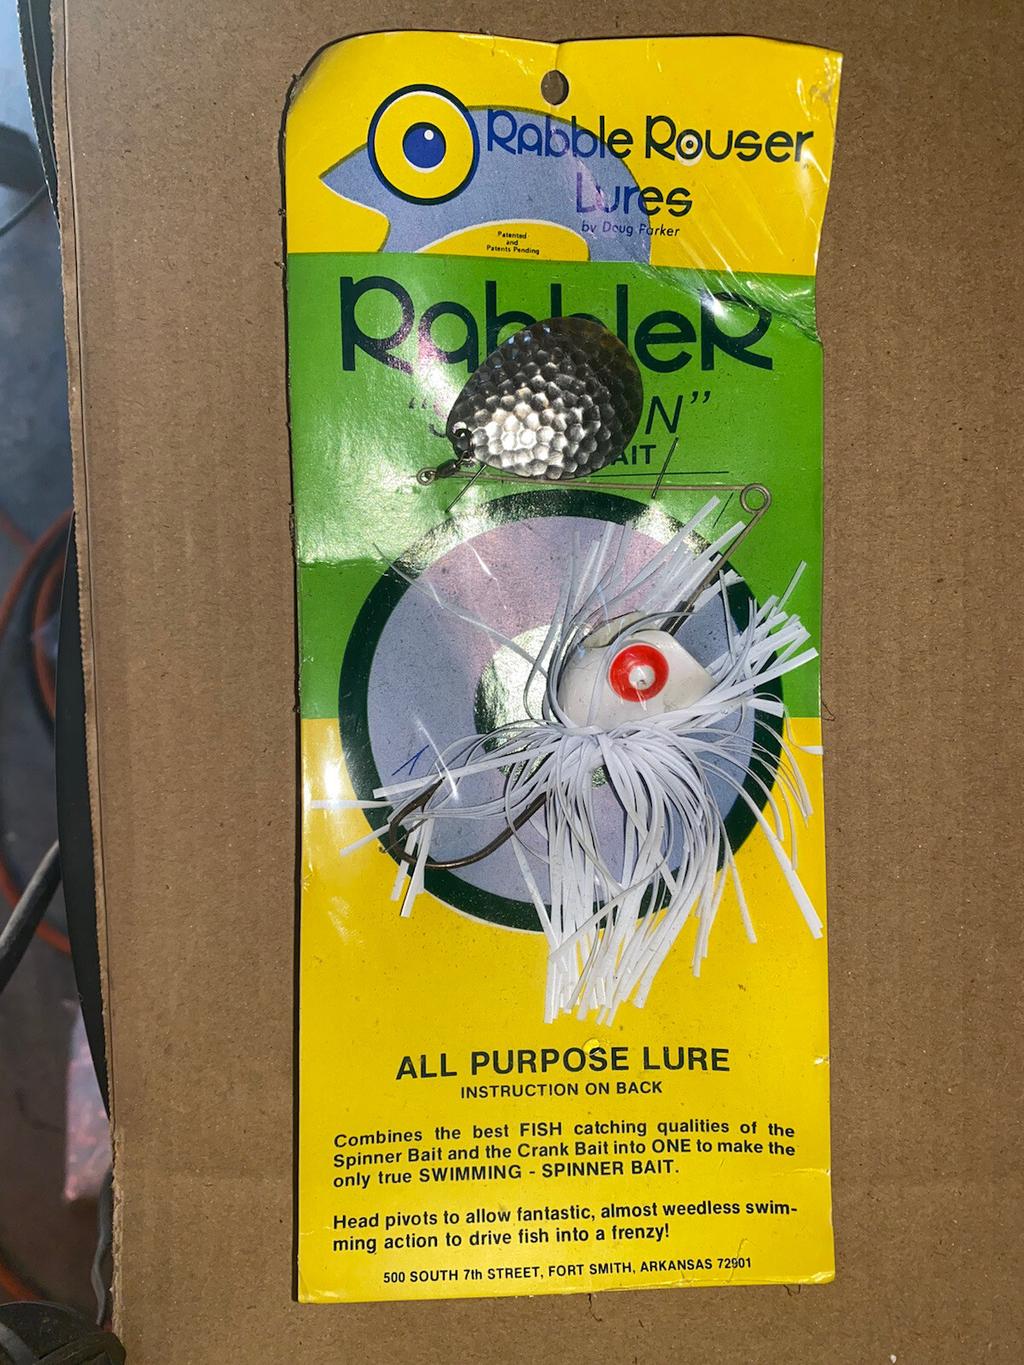 Rabble Rouser
Lures
by Doug Parker
Patented
and
Patents Pending
RabbleR
N"
AIT
1
ALL PURPOSE LURE
INSTRUCTION ON BACK
Combines the best FISH catching qualities of the
Spinner Bait and the Crank Bait into ONE to make the
only true SWIMMING - SPINNER BAIT.
Head pivots to allow fantastic, almost weedless swim-
ming action to drive fish into a frenzy!
500 SOUTH 7th STREET, FORT SMITH, ARKANSAS 72901